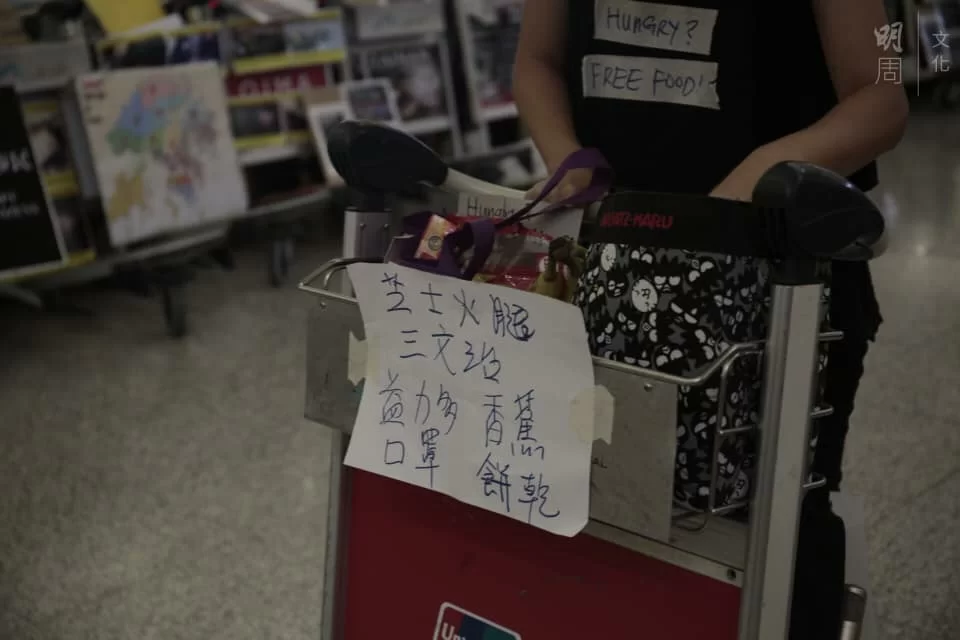 HUNGRY?
FREE FOOD!
明周
文化
Hungry
芝士火腿
三文治
益力多 香蕉
口罩 餅乾